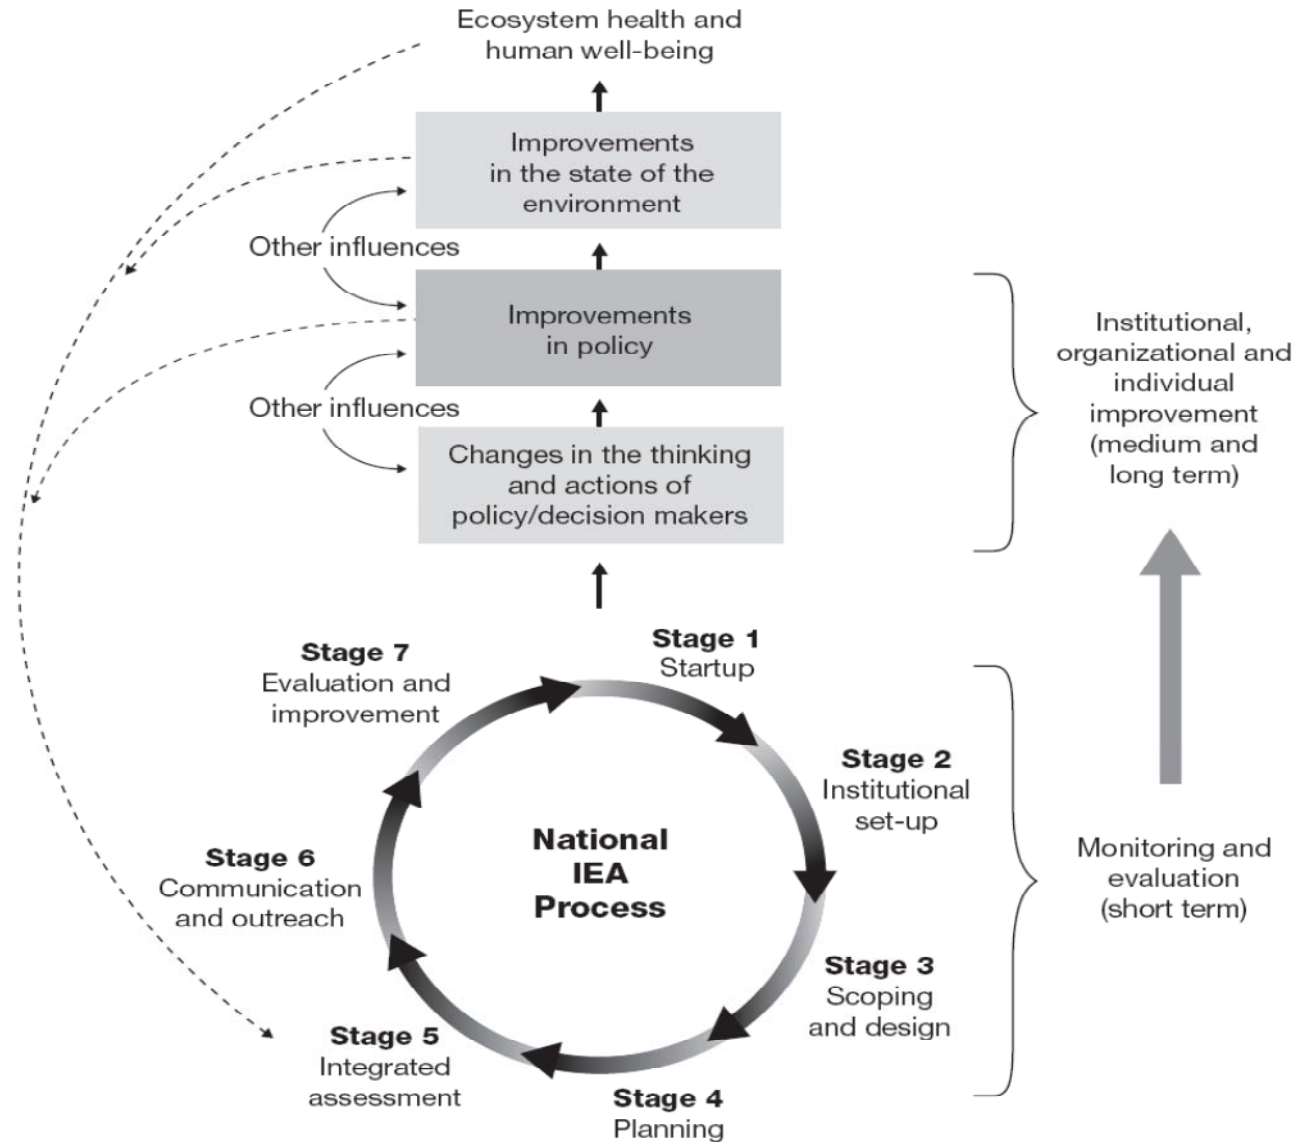 Ecosystem health and
human well-being
Improvements
in the state of the
environment
Other influences
Improvements
in policy
Other influences
Changes in the thinking
and actions of
policy/decision makers
Institutional,
organizational and
individual
improvement
(medium and
long term)
Stage 1
Startup
Stage 2
Institutional
set-up
Stage 3
Scoping
and design
Stage 4
Planning
Stage 5
Integrated
assessment
Stage 6
Communication
and outreach
Stage 7
Evaluation and
improvement
National
IEA
Process
Monitoring and
evaluation
(short term)